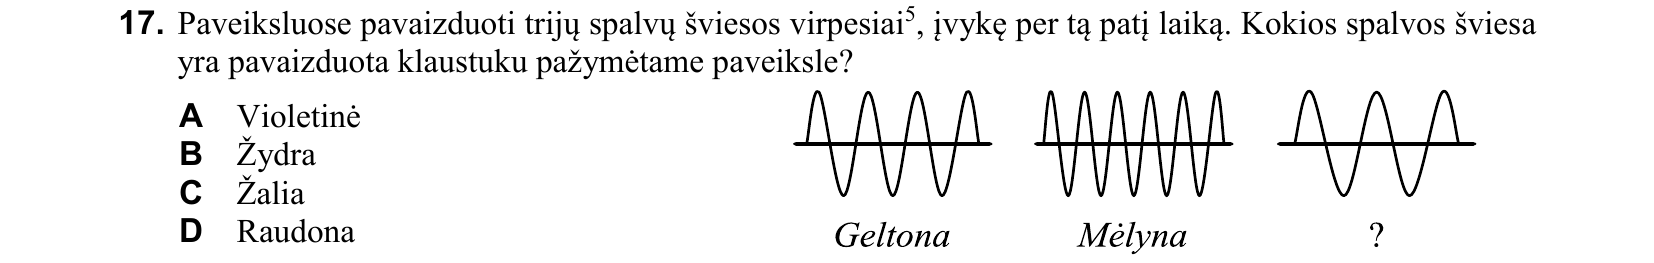 17. Paveiksluose pavaizduoti trijų spalvų šviesos virpesiai⁵, įvykę per tą patį laiką. Kokios spalvos šviesa
yra pavaizduota klaustuku pažymėtame paveiksle?
A Violetinė
B Žydra
C Žalia
D Raudona
Geltona Mėlyna ?